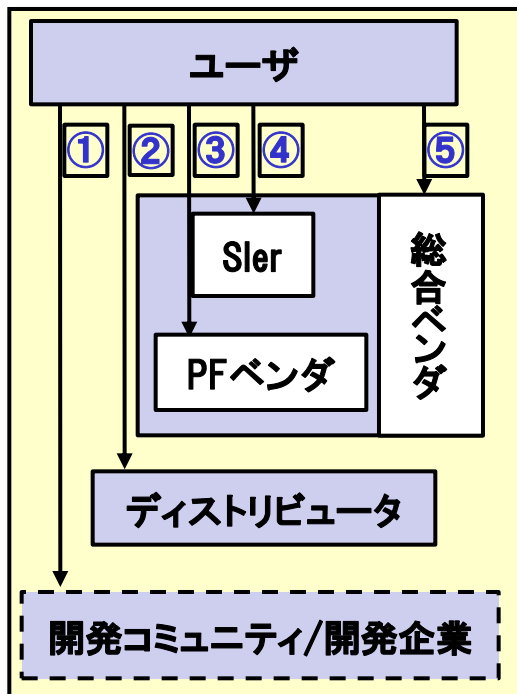 ユーザ
① ② ③ ④ ⑤
SIer
総合ベンダ
PFベンダ
ディストリビュータ
開発コミュニティ/開発企業